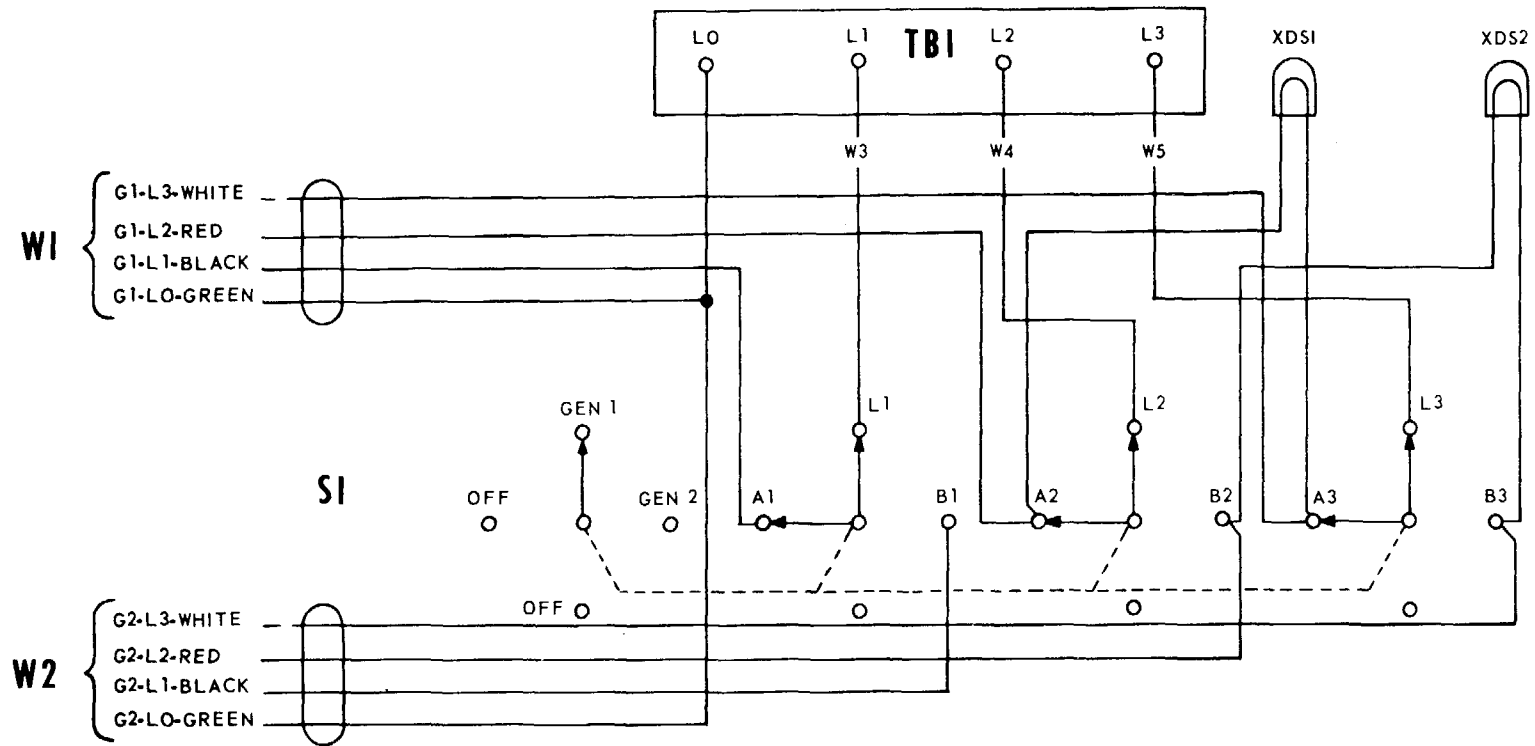 L0 L1 TB1 L2 L3 XDS1 XDS2
W3 W4 W5
W1
G1-L3-WHITE
G1-L2-RED
G1-L1-BLACK
G1-L0-GREEN
GEN 1 L1 L2 L3
S1
OFF GEN 2 A1 B1 A2 B2 A3 B3
OFF
W2
G2-L3-WHITE
G2-L2-RED
G2-L1-BLACK
G2-L0-GREEN